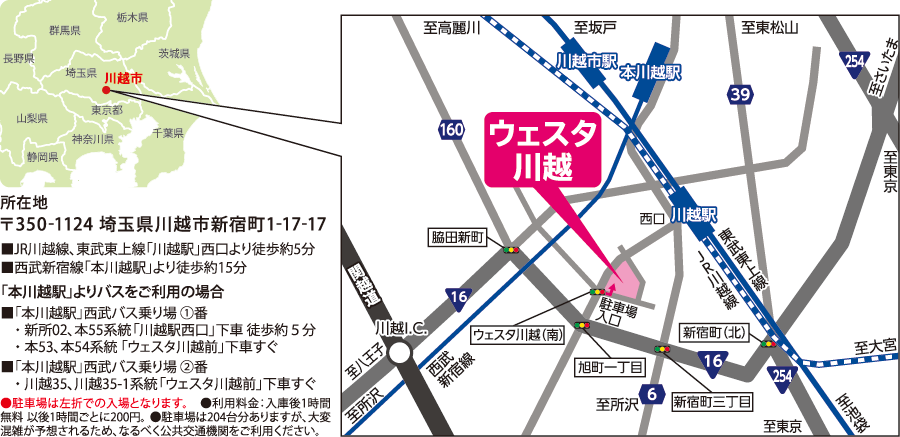 栃木県
群馬県
茨城県
長野県
埼玉県
川越市
東京都
山梨県
千葉県
神奈川県
静岡県
所在地
〒350-1124 埼玉県川越市新宿町1-17-17
■JR川越線、東武東上線「川越駅」西口より徒歩約5分
■西武新宿線「本川越駅」より徒歩約15分
「本川越駅」よりバスをご利用の場合
■「本川越駅」西武バス乗り場 ①番
・新所02、本55系統「川越駅西口」下車 徒歩約5分
・本53、本54系統 「ウェスタ川越前」下車すぐ
■「本川越駅」西武バス乗り場 ②番
・川越35、川越35-1系統「ウェスタ川越前」下車すぐ
●駐車場は左折での入場となります。 ●利用料金：入庫後1時間
無料 以後1時間ごとに200円。●駐車場は204台分ありますが、大変
混雑が予想されるため、なるべく公共交通機関をご利用ください。
至高麗川
至坂戸
至東松山
川越市駅
本川越駅
254
至さいたま
39
160
ウェスタ
川越
至東京
西口
川越駅
脇田新町
東武東上線
JR川越線
関越道
16
駐車場
入口
川越I.C.
ウェスタ川越（南）
新宿町（北）
至八王子
西武
新宿線
旭町一丁目
16
至大宮
254
至所沢
至所沢
6
新宿町三丁目
至東京
至池袋